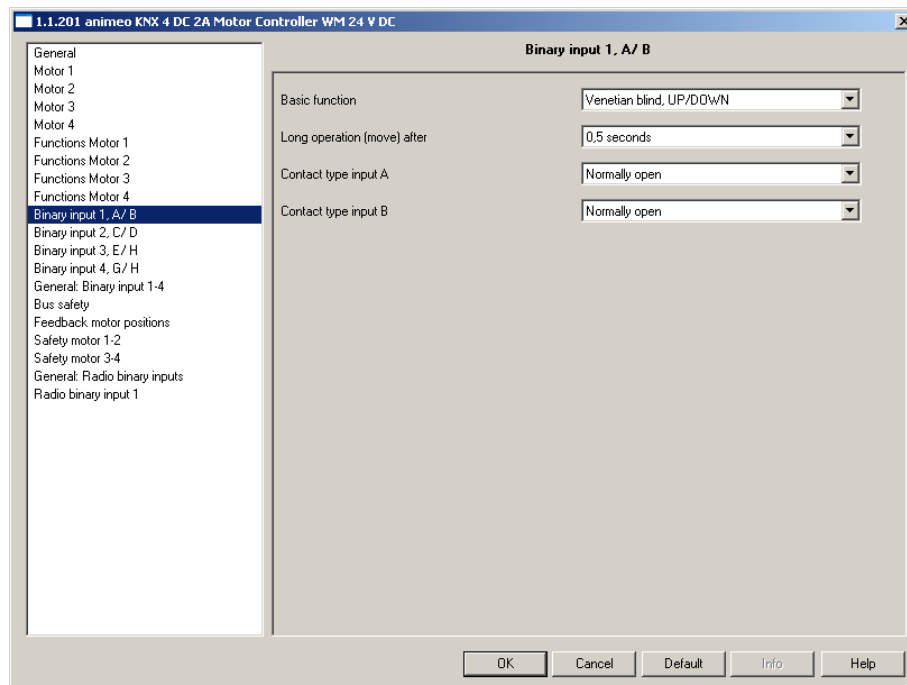 1.1.201 animeo KNX 4 DC 2A Motor Controller WM 24 V DC
General
Motor 1
Motor 2
Motor 3
Motor 4
Functions Motor 1
Functions Motor 2
Functions Motor 3
Functions Motor 4
Binary input 1, A/ B
Binary input 2, C/ D
Binary input 3, E/ H
Binary input 4, G/ H
General: Binary input 1-4
Bus safety
Feedback motor positions
Safety motor 1-2
Safety motor 3-4
General: Radio binary inputs
Radio binary input 1
Binary input 1, A/ B
Basic function Venetian blind, UP/DOWN
Long operation (move) after 0,5 seconds
Contact type input A Normally open
Contact type input B Normally open
OK Cancel Default Info Help